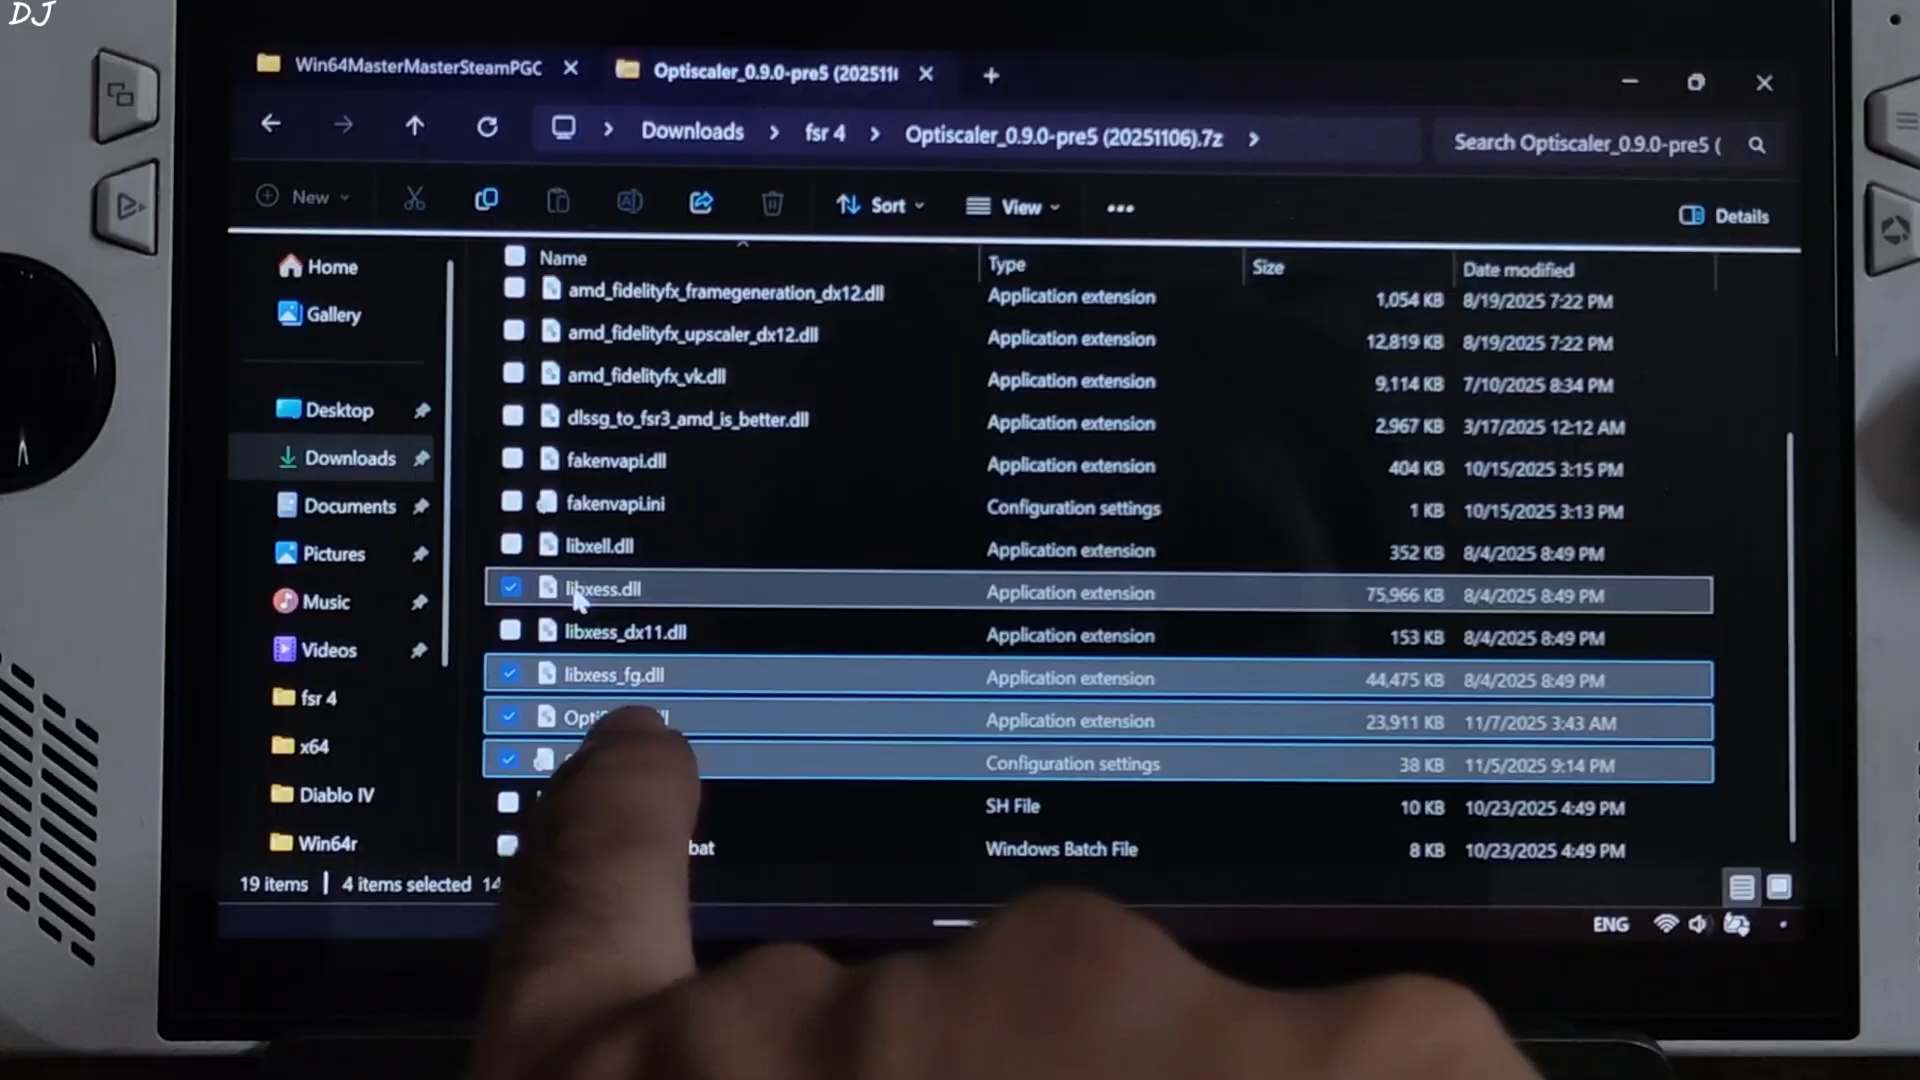 DJ
Win64MasterMasterSteamPGC
Optiscaler_0.9.0-pre5 (202511
Downloads > fsr 4 > Optiscaler_0.9.0-pre5 (20251106).7z >
Search Optiscaler_0.9.0-pre5 (
New
Sort
View
Details
Name Type Size Date modified
amd_fidelityfx_framegeneration_dx12.dll Application extension 1,054 KB 8/19/2025 7:22 PM
amd_fidelityfx_upscaler_dx12.dll Application extension 12,819 KB 8/19/2025 7:22 PM
amd_fidelityfx_vk.dll Application extension 9,114 KB 7/10/2025 8:34 PM
dlssg_to_fsr3_amd_is_better.dll Application extension 2,967 KB 3/17/2025 12:12 AM
fakenvapi.dll Application extension 404 KB 10/15/2025 3:15 PM
fakenvapi.ini Configuration settings 1 KB 10/15/2025 3:13 PM
libxell.dll Application extension 352 KB 8/4/2025 8:49 PM
libxess.dll Application extension 75,966 KB 8/4/2025 8:49 PM
libxess_dx11.dll Application extension 153 KB 8/4/2025 8:49 PM
libxess_fg.dll Application extension 44,475 KB 8/4/2025 8:49 PM
Application extension 23,911 KB 11/7/2025 3:43 AM
Configuration settings 38 KB 11/5/2025 9:14 PM
SH File 10 KB 10/23/2025 4:49 PM
bat Windows Batch File 8 KB 10/23/2025 4:49 PM
Home
Gallery
Desktop
Downloads
Documents
Pictures
Music
Videos
fsr 4
x64
Diablo IV
Win64r
19 items | 4 items selected 14
ENG